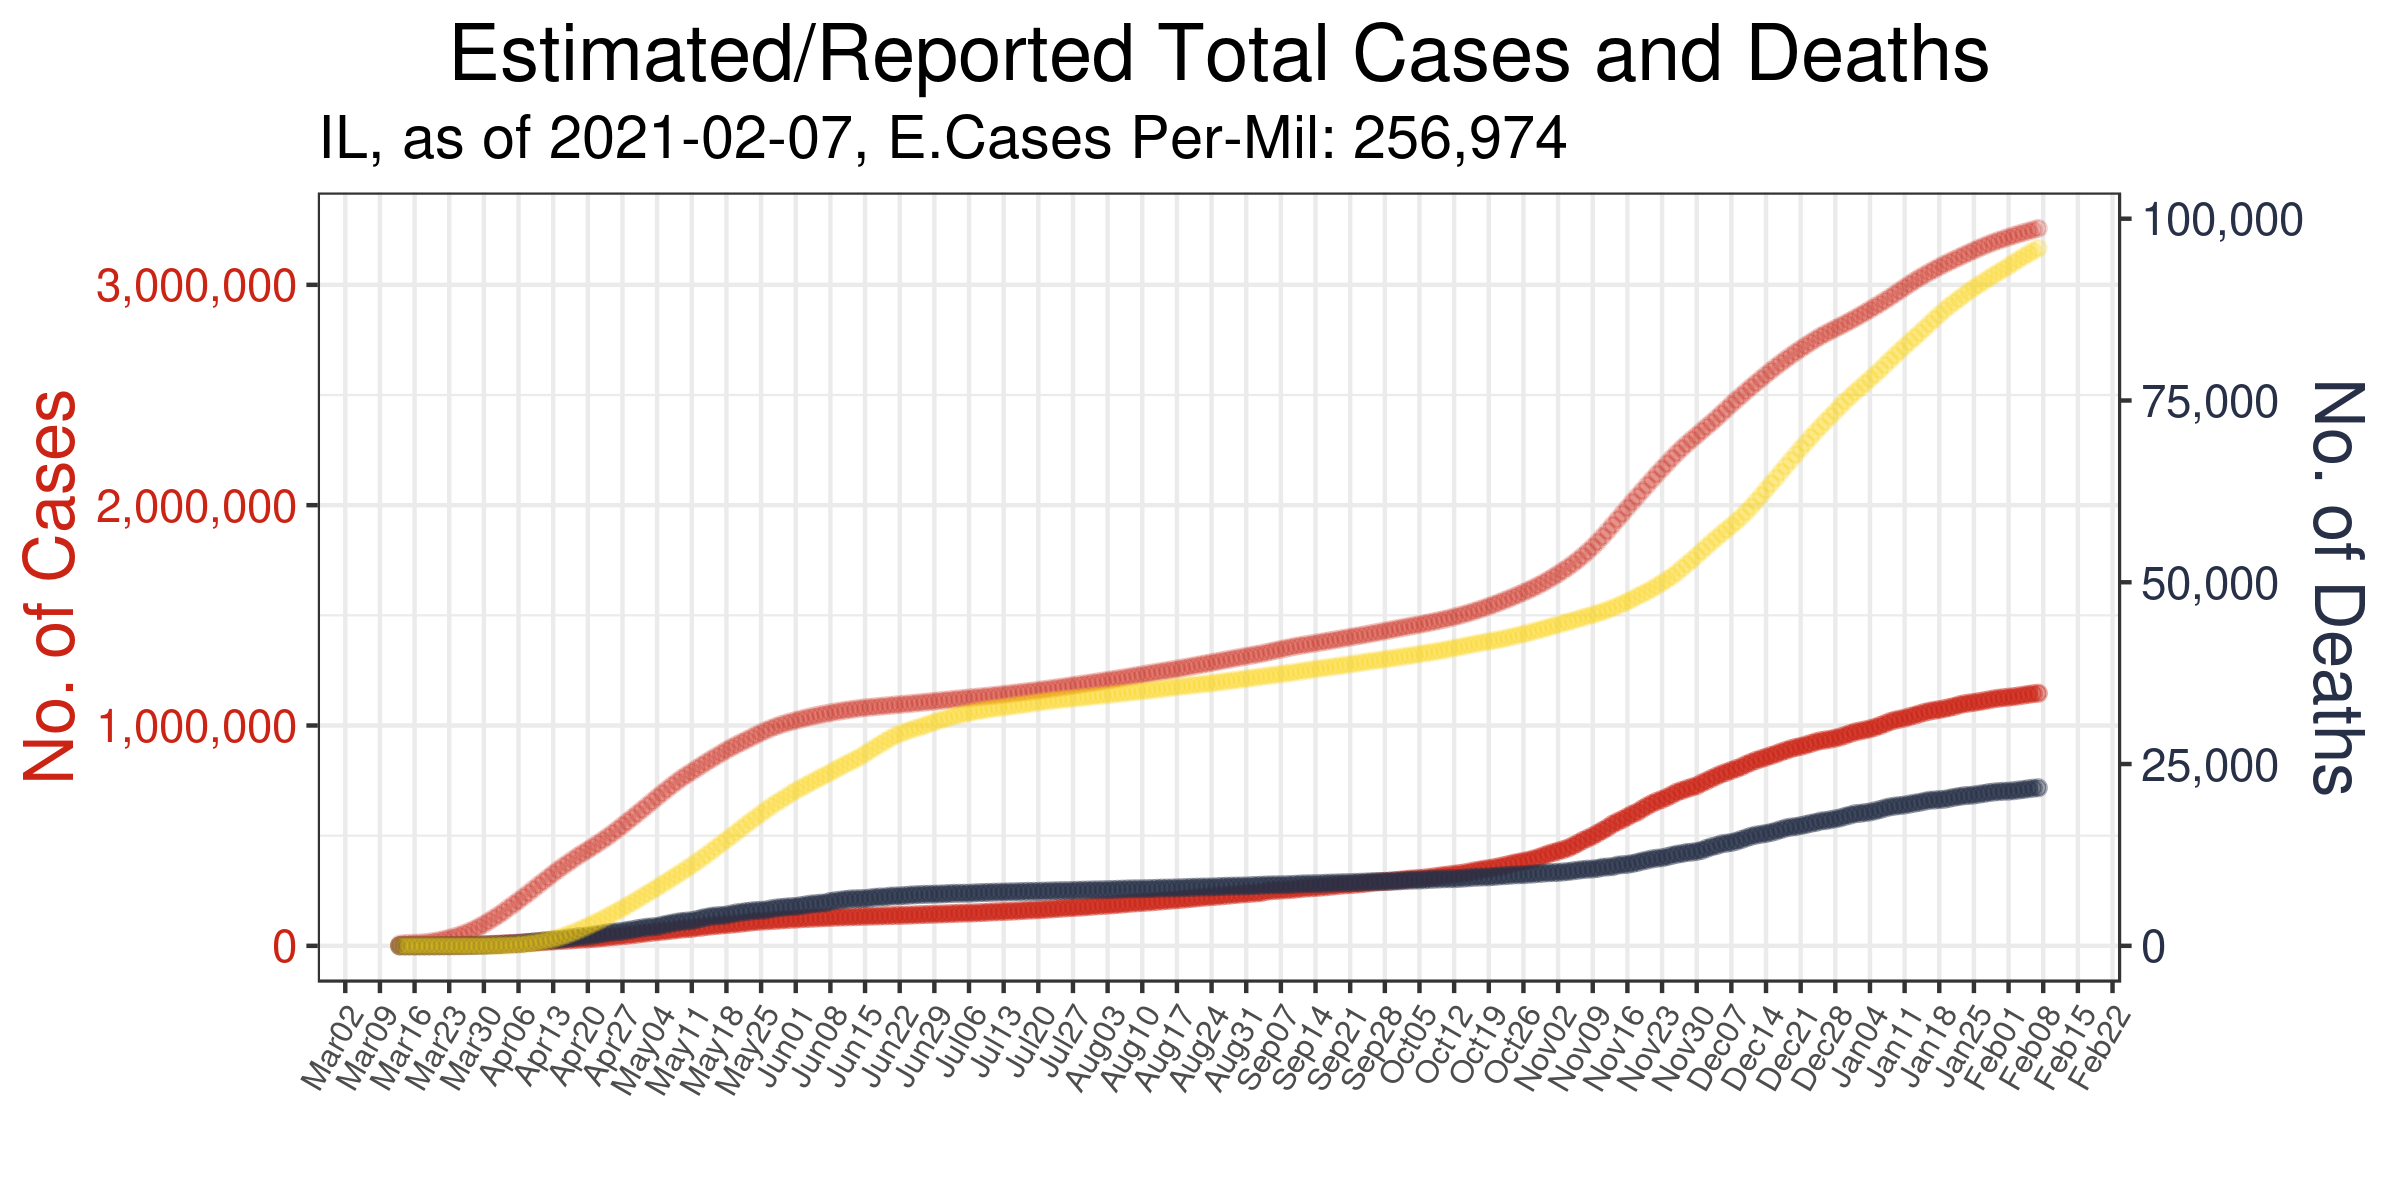 Estimated/Reported Total Cases and Deaths
IL, as of 2021-02-07, E.Cases Per-Mil: 256,974
No. of Cases
3,000,000
2,000,000
1,000,000
0
100,000
75,000
50,000
25,000
0
No. of Deaths
Mar02 Mar09 Mar16 Mar23 Mar30 Apr06 Apr13 Apr20 Apr27 May04 May11 May18 May25 Jun01 Jun08 Jun15 Jun22 Jun29 Jul06 Jul13 Jul20 Jul27 Aug03 Aug10 Aug17 Aug24 Aug31 Sep07 Sep14 Sep21 Sep28 Oct05 Oct12 Oct19 Oct26 Nov02 Nov09 Nov16 Nov23 Nov30 Dec07 Dec14 Dec21 Dec28 Jan04 Jan11 Jan18 Jan25 Feb01 Feb08 Feb15 Feb22